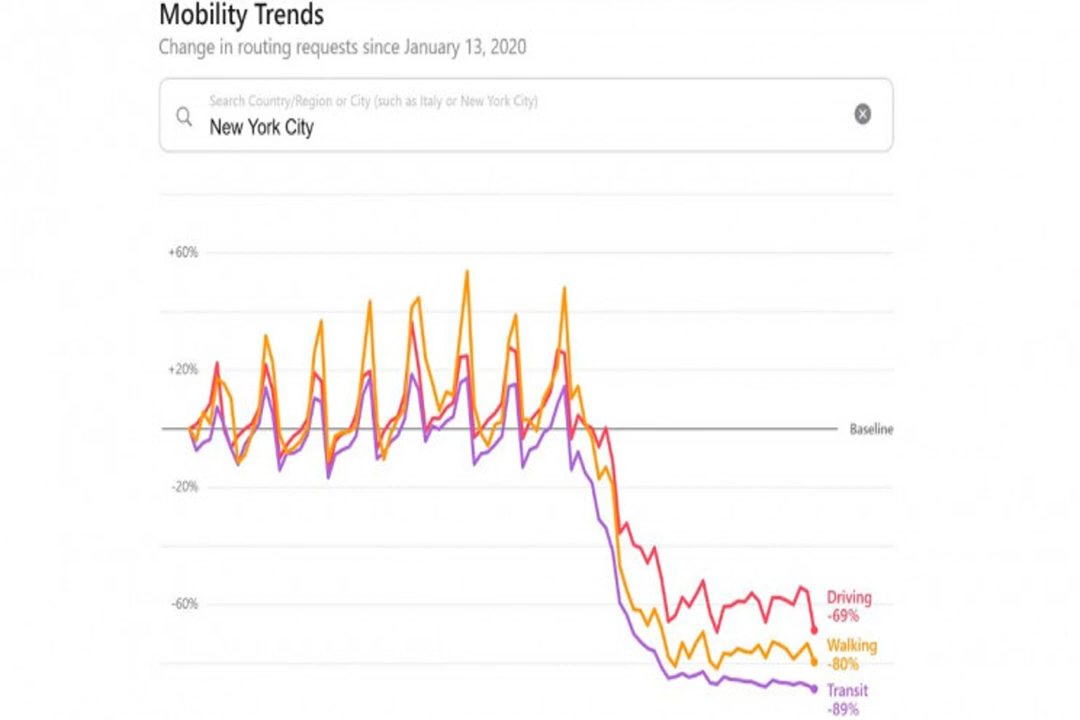 Mobility Trends
Change in routing requests since January 13, 2020
Search Country/Region or City (such as Italy or New York City)
New York City
+60%
+20%
Baseline
-20%
-60%
Driving
-69%
Walking
-80%
Transit
-89%